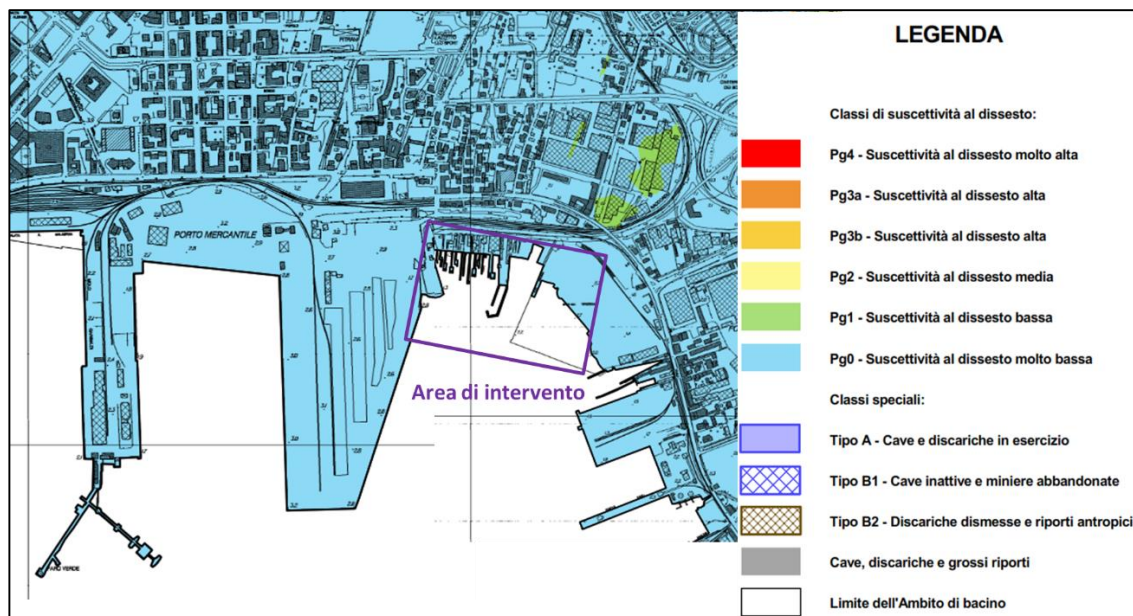 PORTO MERCANTILE
Area di intervento
LEGENDA
Classi di suscettività al dissesto:
Pg4 - Suscettività al dissesto molto alta
Pg3a - Suscettività al dissesto alta
Pg3b - Suscettività al dissesto alta
Pg2 - Suscettività al dissesto media
Pg1 - Suscettività al dissesto bassa
Pg0 - Suscettività al dissesto molto bassa
Classi speciali:
Tipo A - Cave e discariche in esercizio
Tipo B1 - Cave inattive e miniere abbandonate
Tipo B2 - Discariche dismesse e riporti antropici
Cave, discariche e grossi riporti
Limite dell'Ambito di bacino